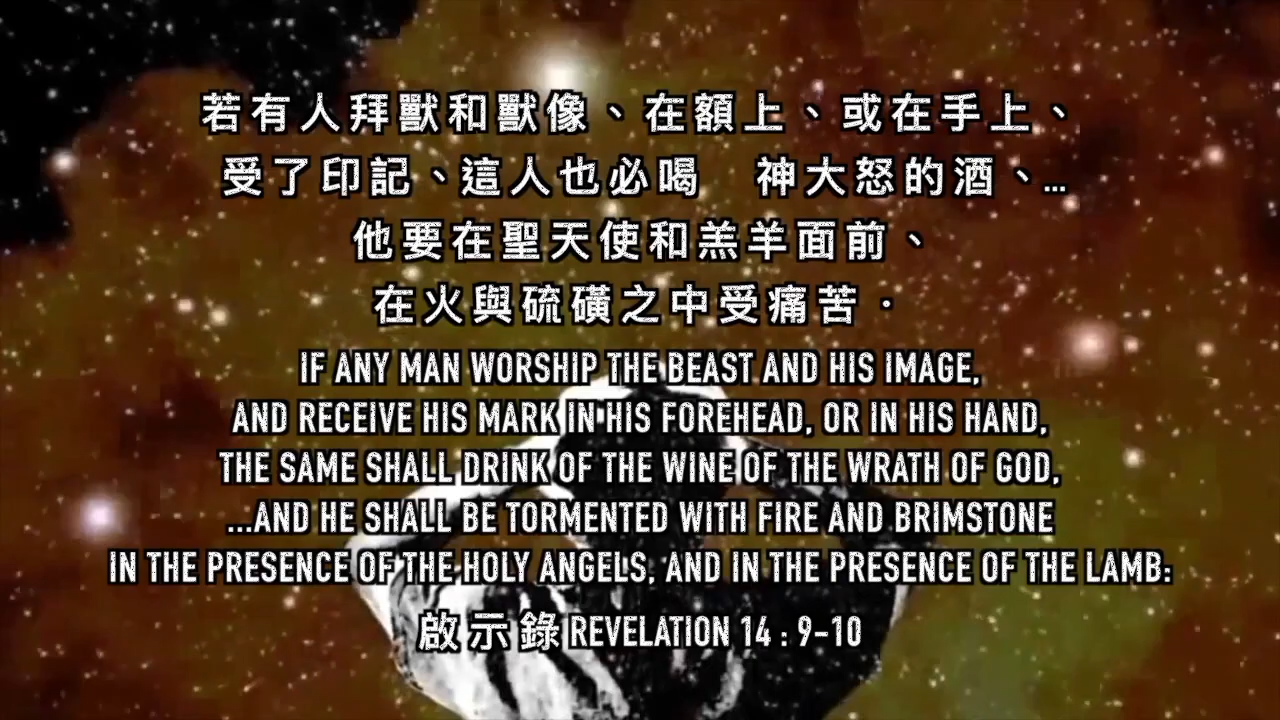 若有人拜獸和獸像、在額上、或在手上、
受了印記、這人也必喝　神大怒的酒、...
他要在聖天使和羔羊面前、
在火與硫磺之中受痛苦．
IF ANY MAN WORSHIP THE BEAST AND HIS IMAGE,
AND RECEIVE HIS MARK IN HIS FOREHEAD, OR IN HIS HAND,
THE SAME SHALL DRINK OF THE WINE OF THE WRATH OF GOD,
...AND HE SHALL BE TORMENTED WITH FIRE AND BRIMSTONE
IN THE PRESENCE OF THE HOLY ANGELS, AND IN THE PRESENCE OF THE LAMB:
啟示錄 REVELATION 14 : 9-10